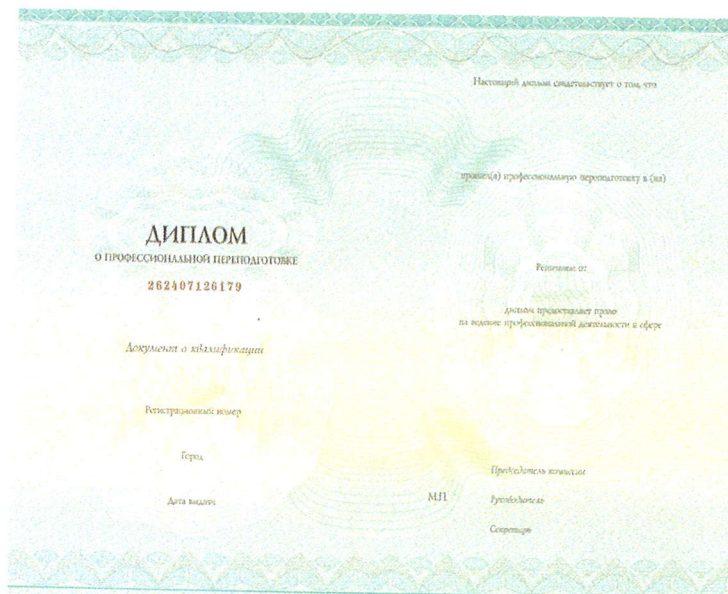 ДИПЛОМ
О ПРОФЕССИОНАЛЬНОЙ ПЕРЕПОДГОТОВКЕ
262407126179
Документ о квалификации
Регистрационный номер
Город
Дата выдачи
Настоящий диплом свидетельствует о том, что
прошел(а) профессиональную переподготовку в (на)
Решением от
диплом предоставляет право
на ведение профессиональной деятельности в сфере
Председатель комиссии
М.П.
Руководитель
Секретарь